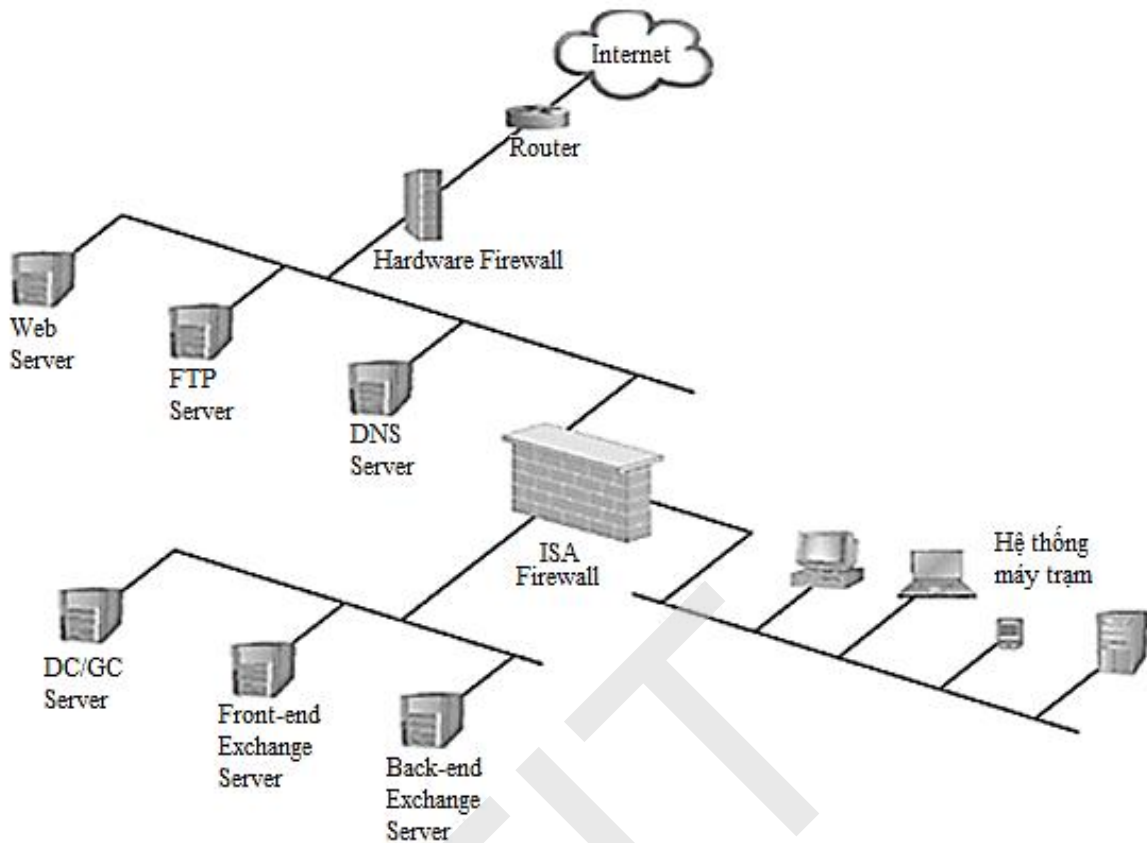 Internet
Router
Hardware Firewall
Web
Server
FTP
Server
DNS
Server
ISA
Firewall
Hệ thống
máy trạm
DC/GC
Server
Front-end
Exchange
Server
Back-end
Exchange
Server